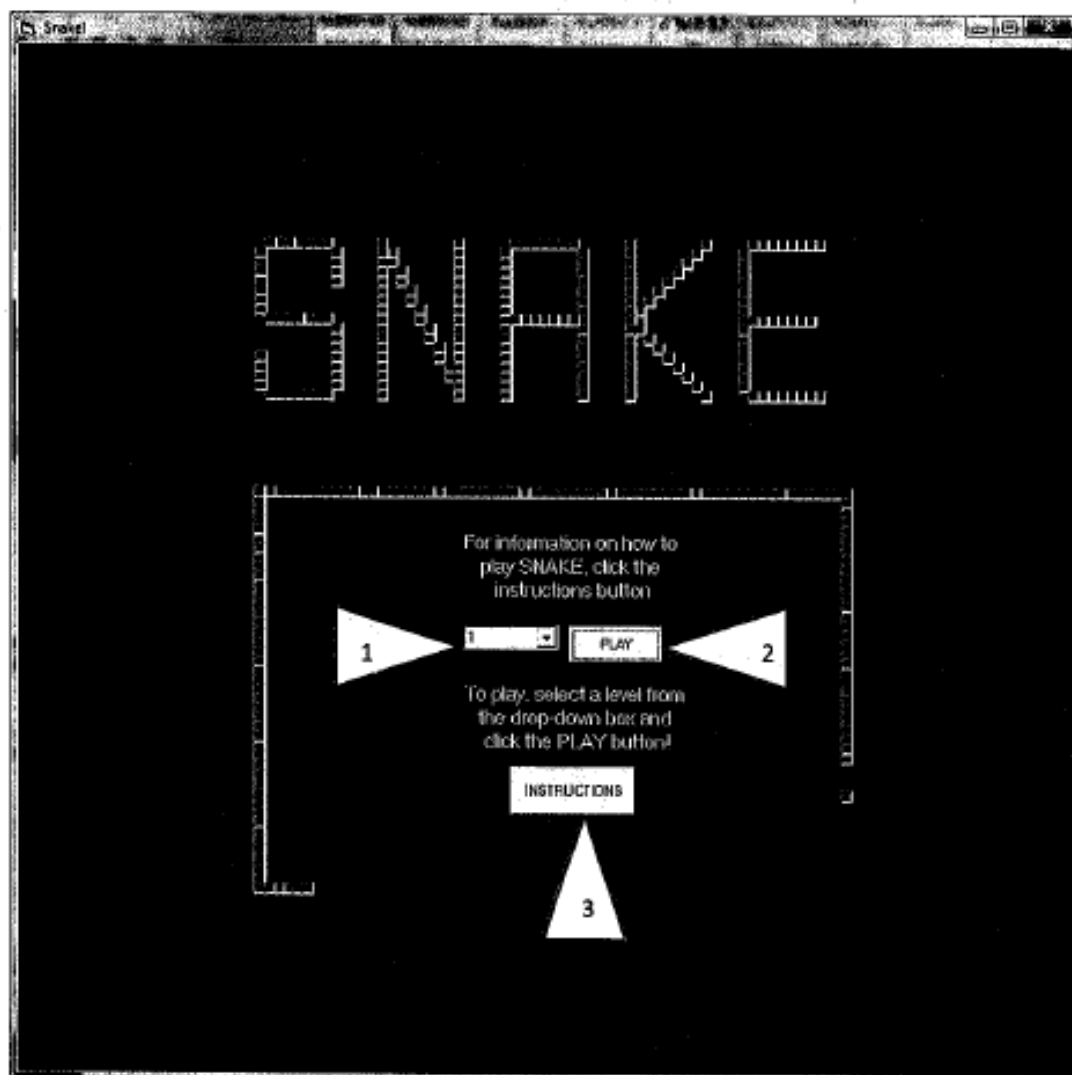 Snake!
SNAKE
For information on how to
play SNAKE, click the
instructions button
1
1
PLAY
2
To play, select a level from
the drop-down box and
click the PLAY button!
INSTRUCTIONS
3